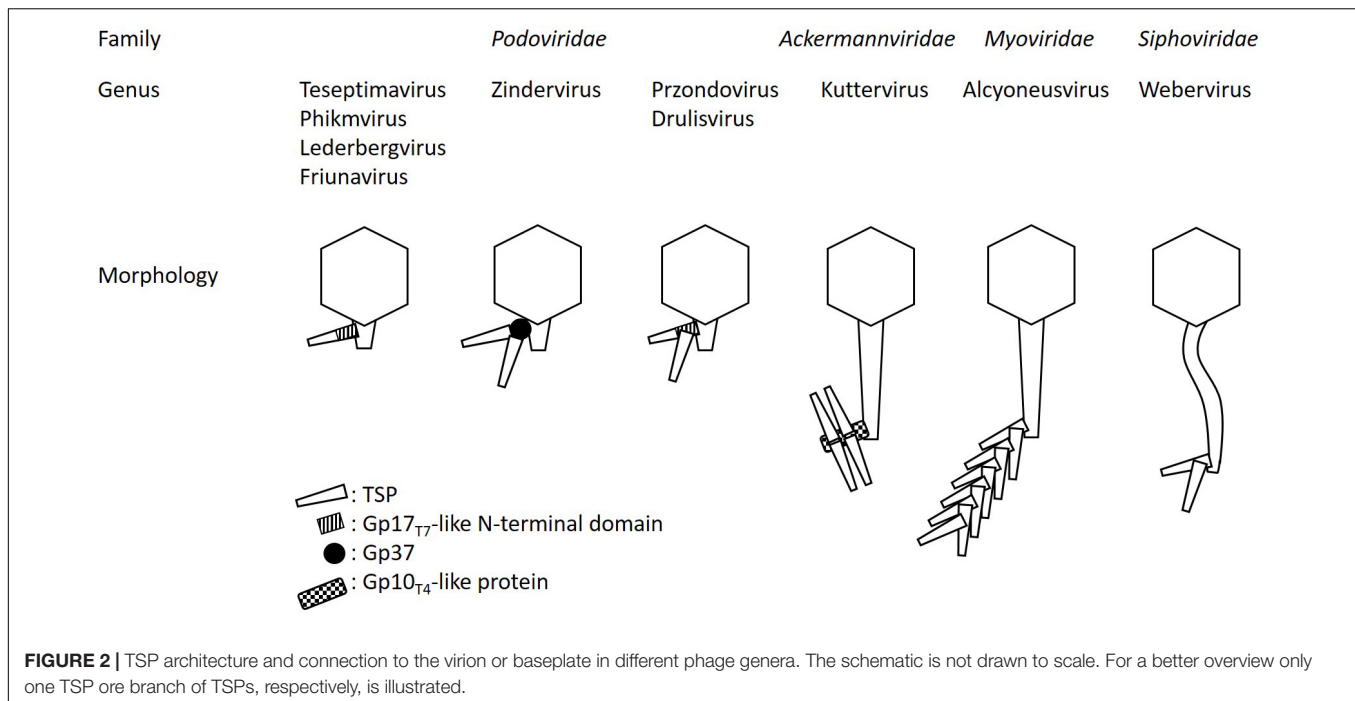 Family Podoviridae Ackermannviridae Myoviridae Siphoviridae
Genus Teseptimavirus Zindervirus Przondovirus Kuttervirus Alcyoneusvirus Webervirus
Phikmvirus Drulisvirus
Lederbergvirus
Friunavirus
Morphology
: TSP
: Gp17T7-like N-terminal domain
: Gp37
: Gp10T4-like protein
FIGURE 2 | TSP architecture and connection to the virion or baseplate in different phage genera. The schematic is not drawn to scale. For a better overview only
one TSP ore branch of TSPs, respectively, is illustrated.